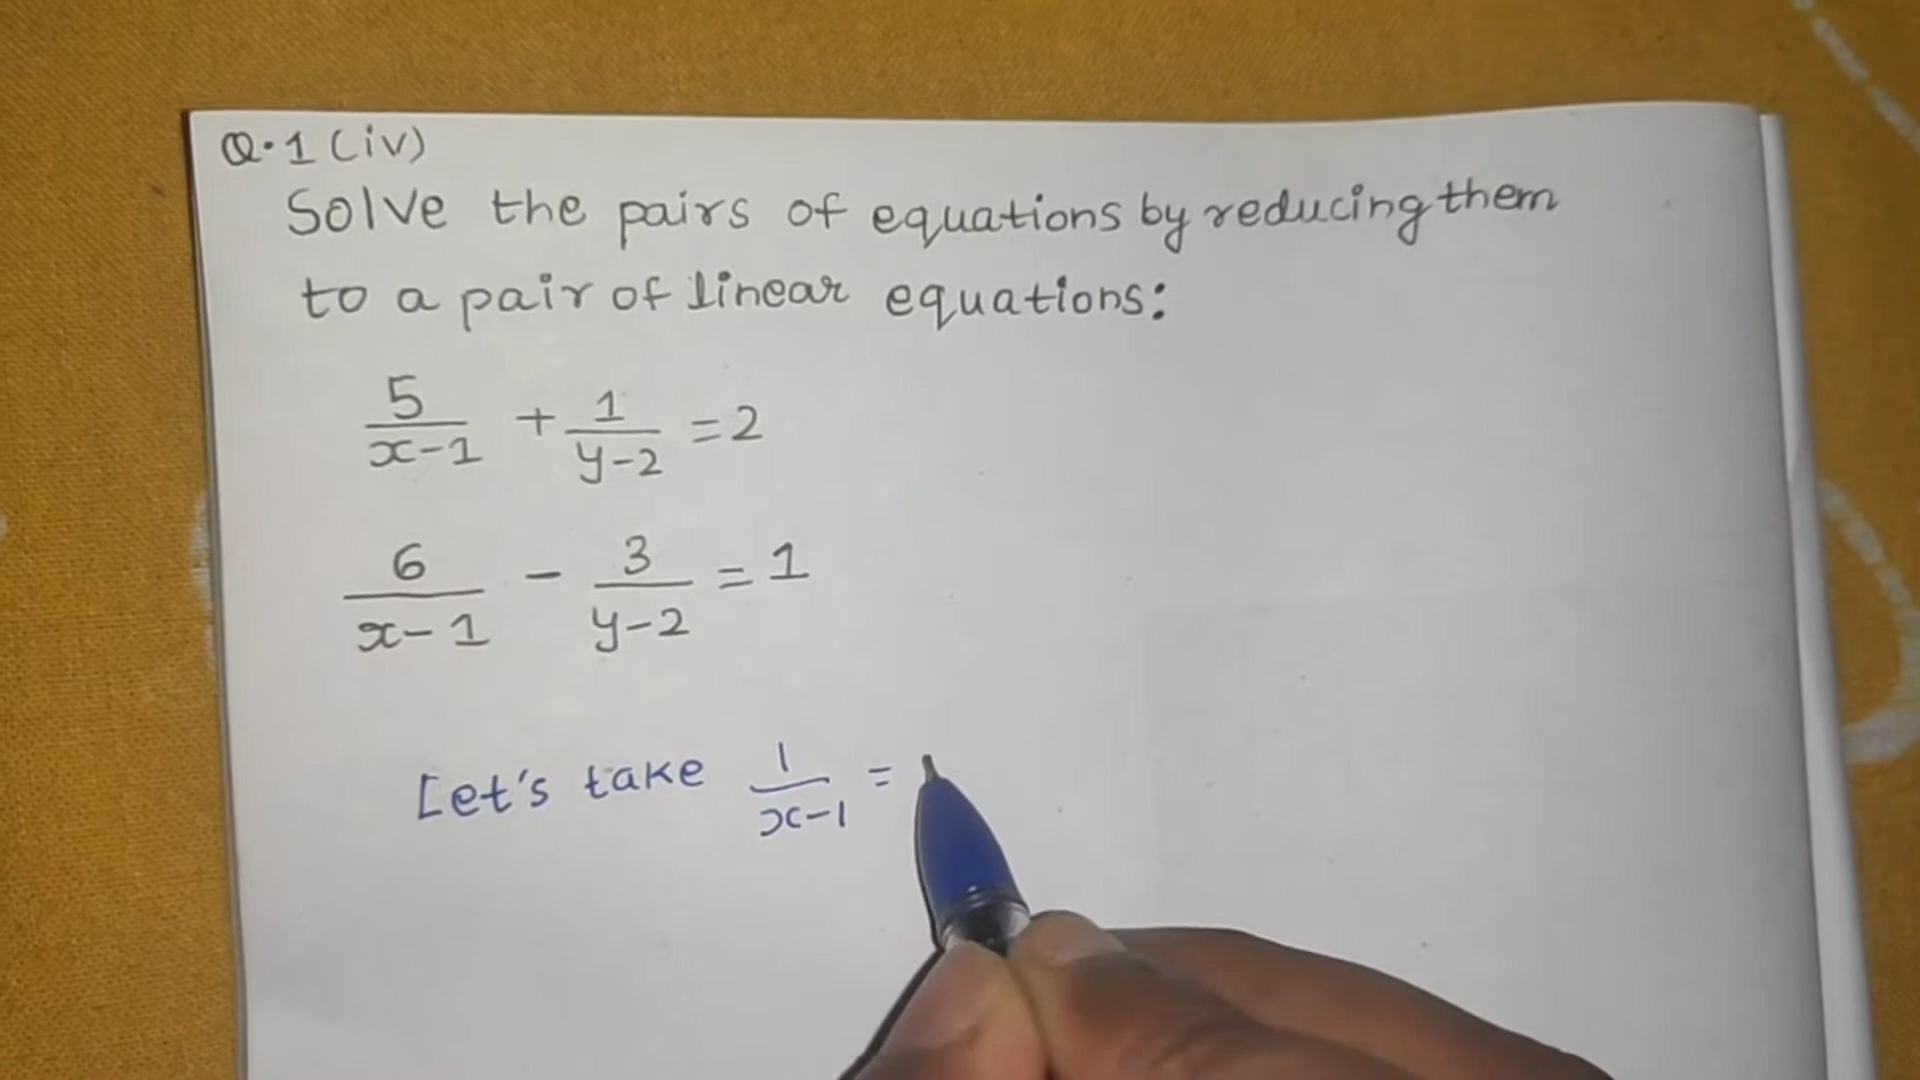 Q.1 (iv)
Solve the pairs of equations by reducing them
to a pair of linear equations:
5/(x-1) + 1/(y-2) = 2
6/(x-1) - 3/(y-2) = 1
Let's take 1/(x-1) =